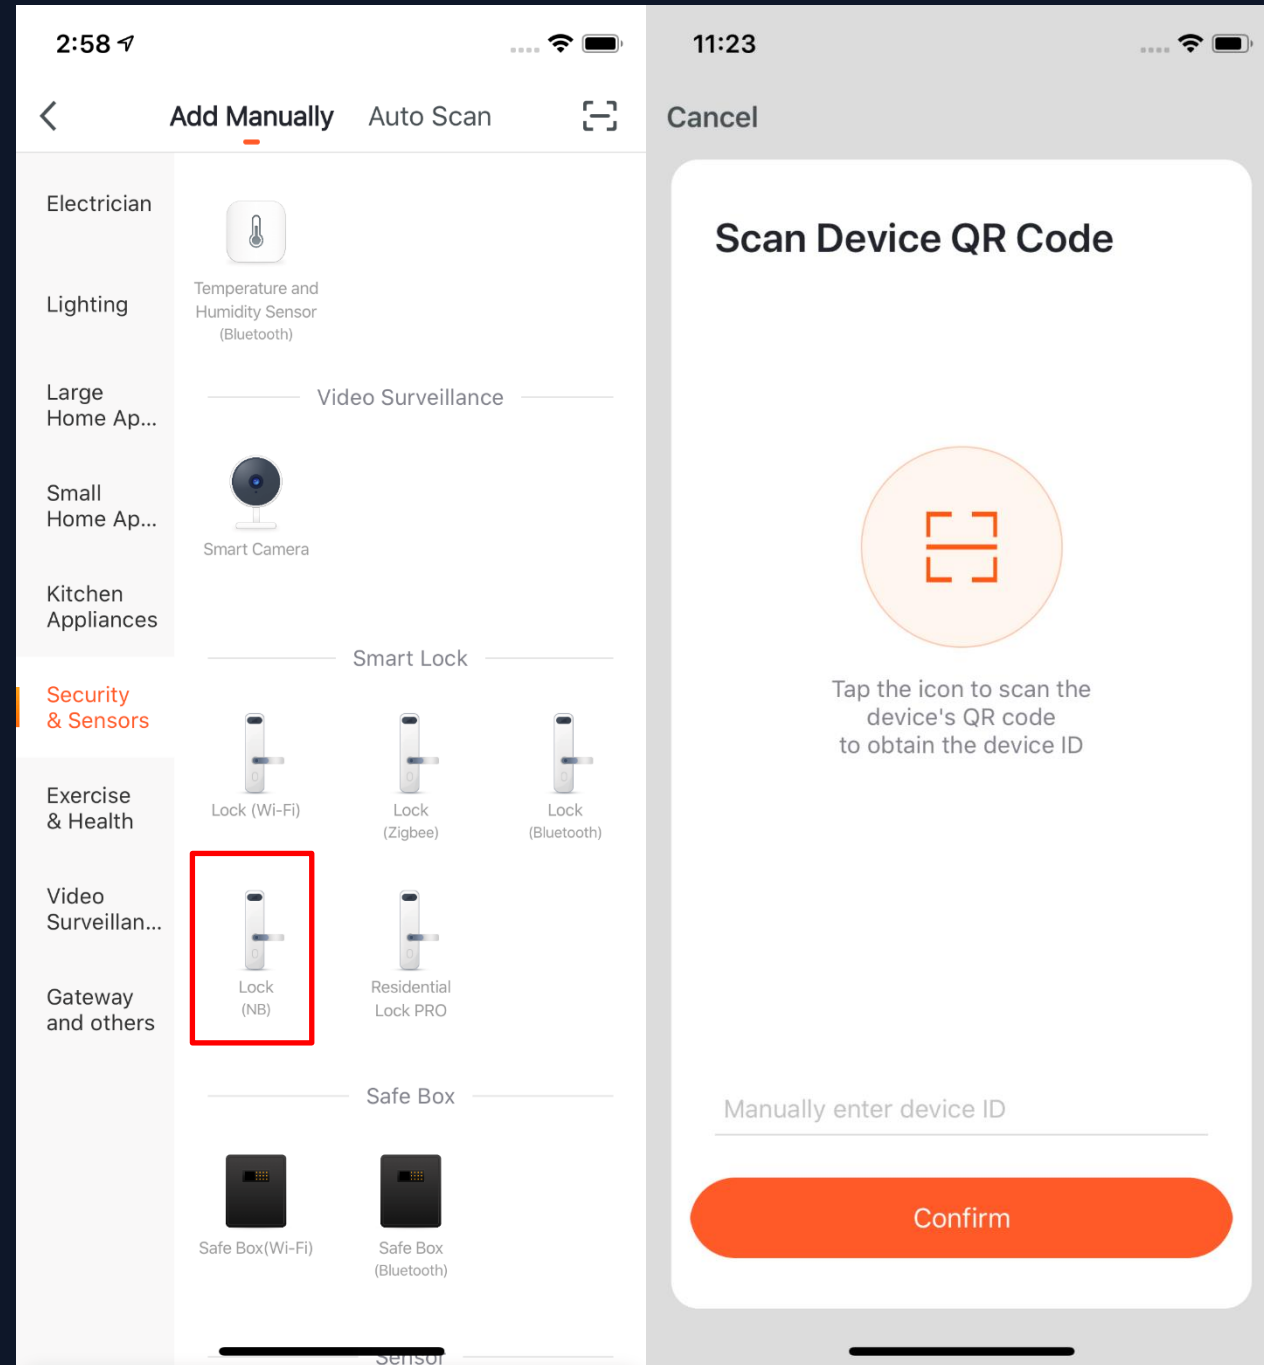 2:58
Add Manually
Auto Scan
Electrician
Lighting
Large
Home Ap...
Small
Home Ap...
Kitchen
Appliances
Security
& Sensors
Exercise
& Health
Video
Surveillan...
Gateway
and others
Temperature and
Humidity Sensor
(Bluetooth)
Video Surveillance
Smart Camera
Smart Lock
Lock (Wi-Fi)
Lock
(Zigbee)
Lock
(Bluetooth)
Lock
(NB)
Residential
Lock PRO
Safe Box
Safe Box(Wi-Fi)
Safe Box
(Bluetooth)
Sensor
11:23
Cancel
Scan Device QR Code
Tap the icon to scan the
device's QR code
to obtain the device ID
Manually enter device ID
Confirm